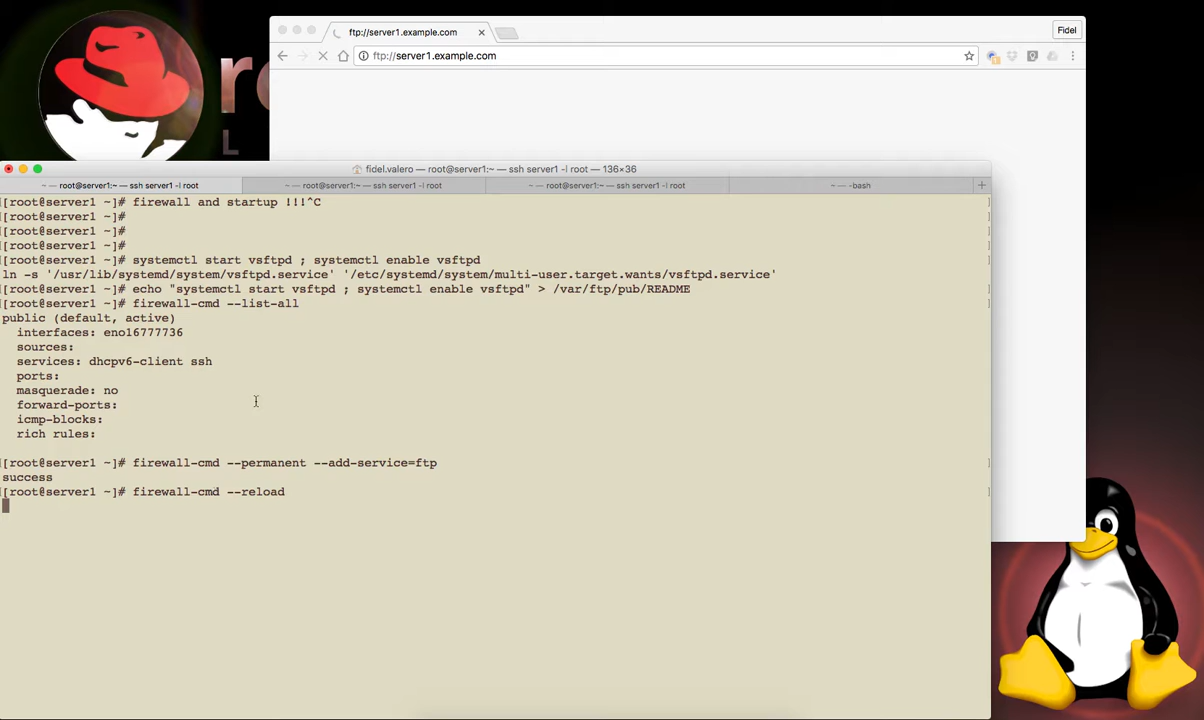 ftp://server1.example.com
Fidel
ftp://server1.example.com
L
fidel.valero — root@server1:~ — ssh server1 -l root — 136×36
~ — root@server1:~ — ssh server1 -l root
~ — root@server1:~ — ssh server1 -l root
~ — root@server1:~ — ssh server1 -l root
~ — -bash
[root@server1 ~]# firewall and startup !!!^C
[root@server1 ~]#
[root@server1 ~]#
[root@server1 ~]#
[root@server1 ~]# systemctl start vsftpd ; systemctl enable vsftpd
ln -s '/usr/lib/systemd/system/vsftpd.service' '/etc/systemd/system/multi-user.target.wants/vsftpd.service'
[root@server1 ~]# echo "systemctl start vsftpd ; systemctl enable vsftpd" > /var/ftp/pub/README
[root@server1 ~]# firewall-cmd --list-all
public (default, active)
interfaces: eno16777736
sources:
services: dhcpv6-client ssh
ports:
masquerade: no
forward-ports:
icmp-blocks:
rich rules:
[root@server1 ~]# firewall-cmd --permanent --add-service=ftp
success
[root@server1 ~]# firewall-cmd --reload